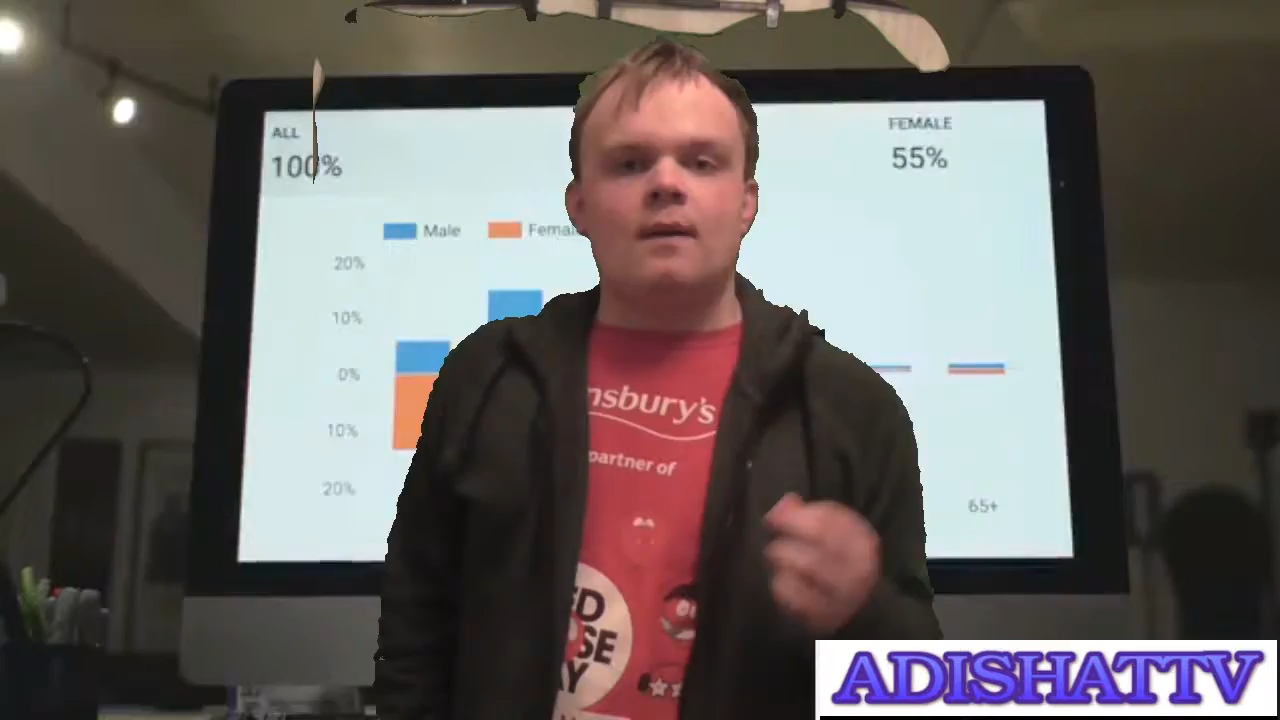 ALL
FEMALE
100%
55%
Male
20%
10%
0%
10%
20%
nsbury's
partner of
65+
ADISHATTV